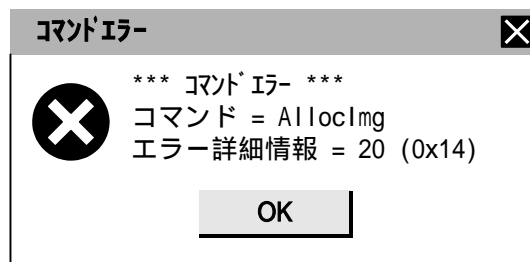 ｺﾏﾝﾄﾞｴﾗｰ
*** ｺﾏﾝﾄﾞｴﾗｰ ***
コマンド = AllocImg
エラー詳細情報 = 20 (0x14)
OK